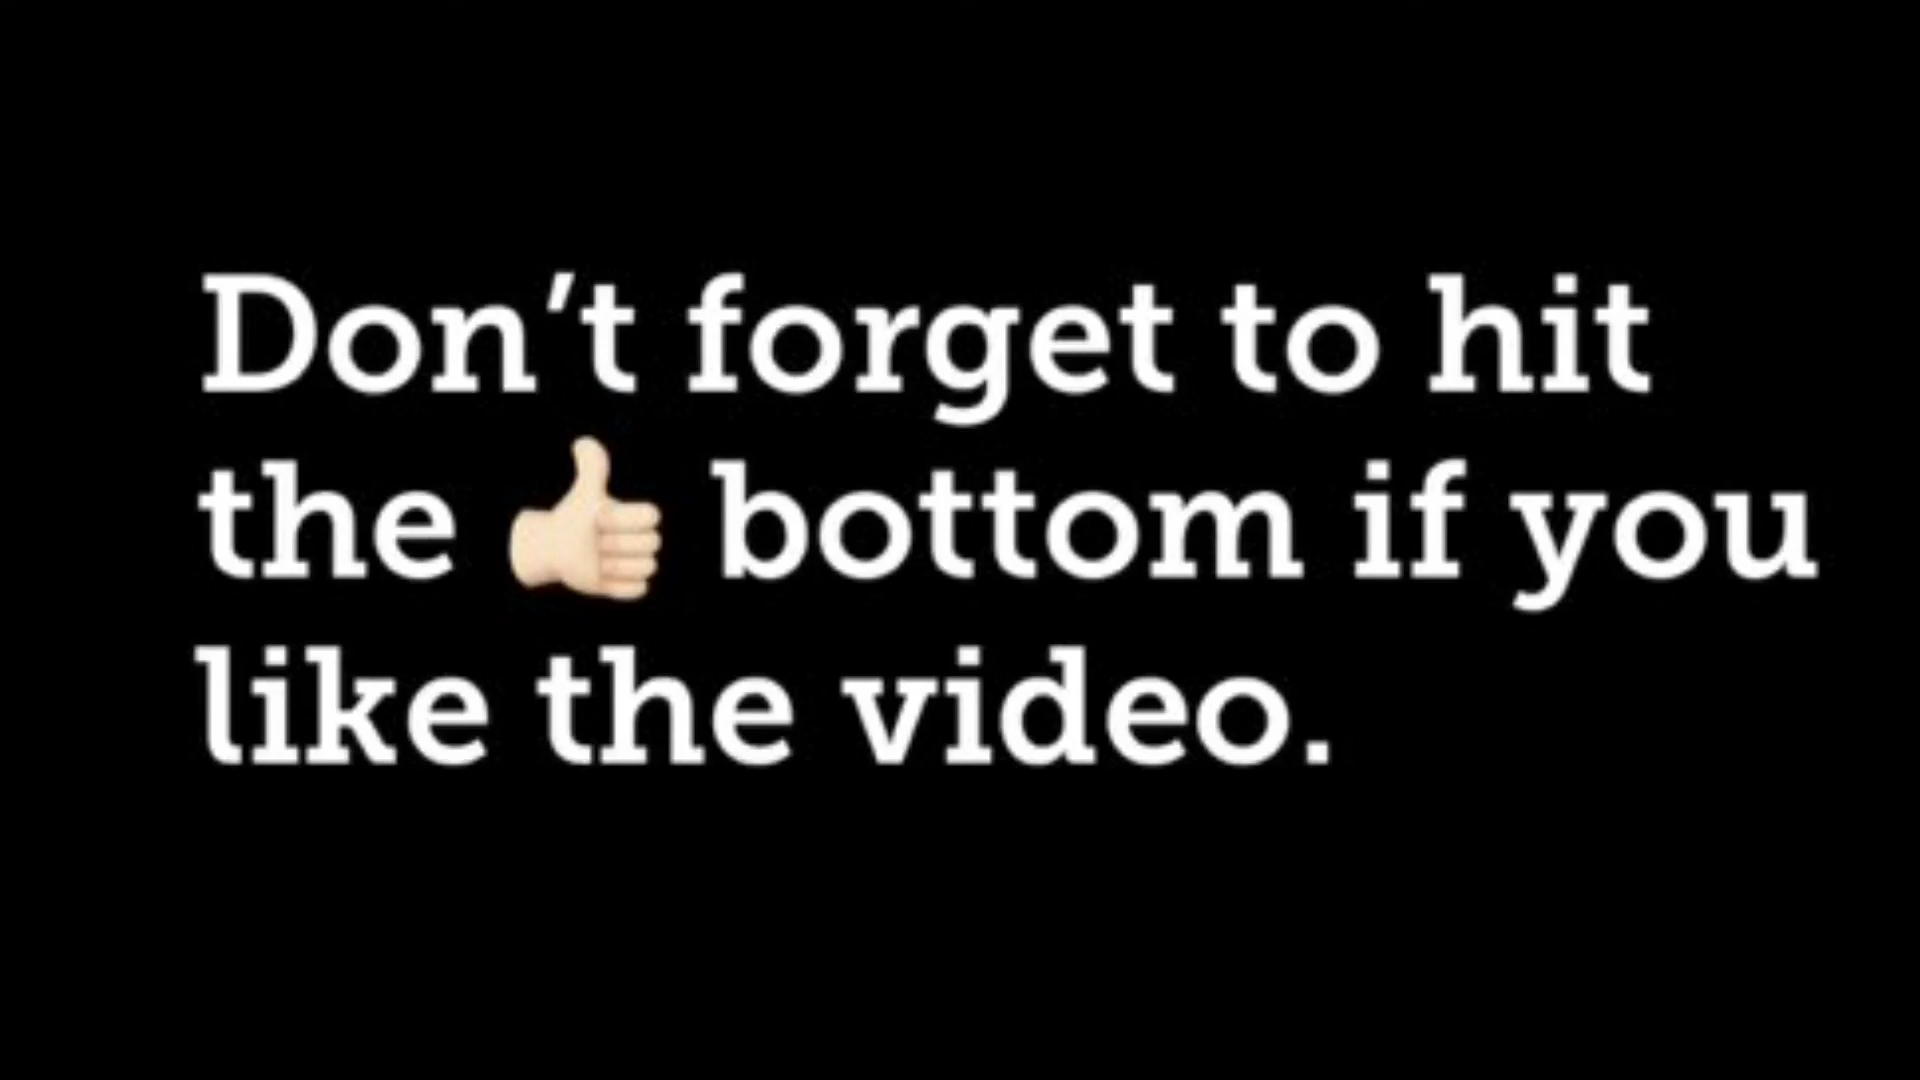 Don’t forget to hit
the 👍🏻 bottom if you
like the video.